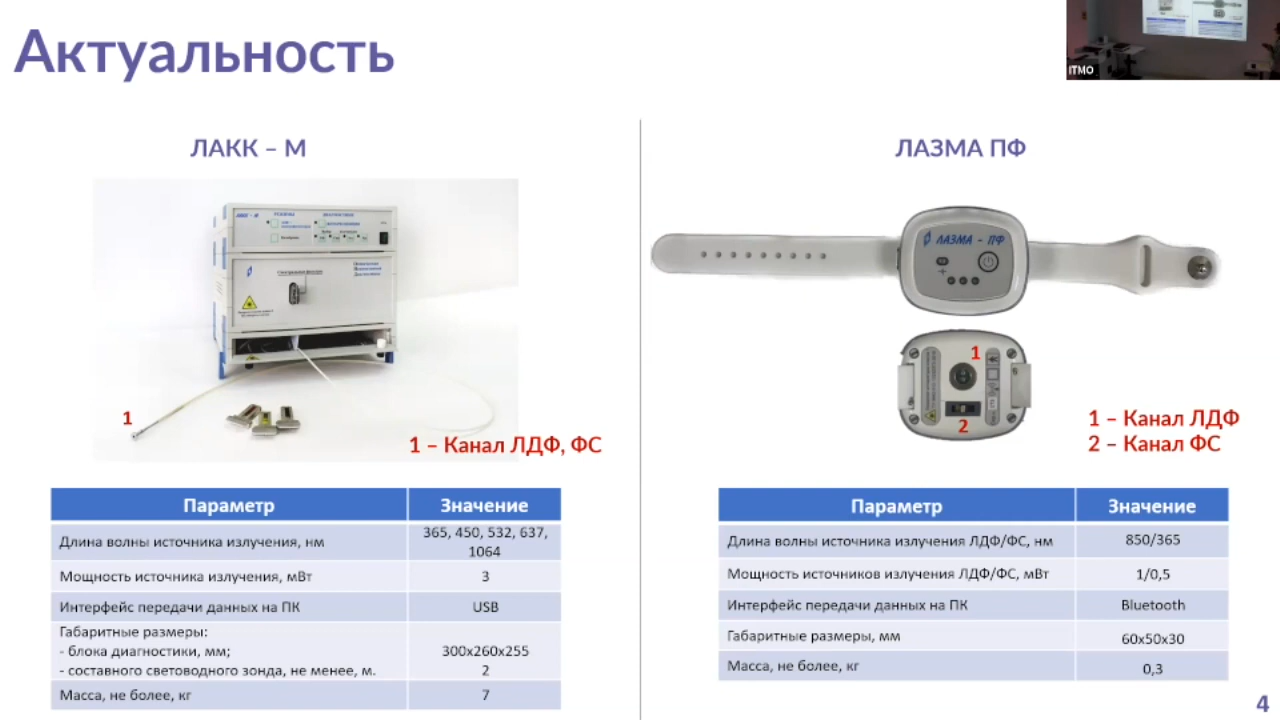 Актуальность
ITMO
ЛАКК – М
1
1 – Канал ЛДФ, ФС
Параметр Значение
Длина волны источника излучения, нм 365, 450, 532, 637, 1064
Мощность источника излучения, мВт 3
Интерфейс передачи данных на ПК USB
Габаритные размеры:
- блока диагностики, мм; 300х260х255
- составного световодного зонда, не менее, м. 2
Масса, не более, кг 7
ЛАЗМА ПФ
ЛАЗМА - ПФ
1
2
1 – Канал ЛДФ
2 – Канал ФС
Параметр Значение
Длина волны источника излучения ЛДФ/ФС, нм 850/365
Мощность источников излучения ЛДФ/ФС, мВт 1/0,5
Интерфейс передачи данных на ПК Bluetooth
Габаритные размеры, мм 60х50х30
Масса, не более, кг 0,3
4